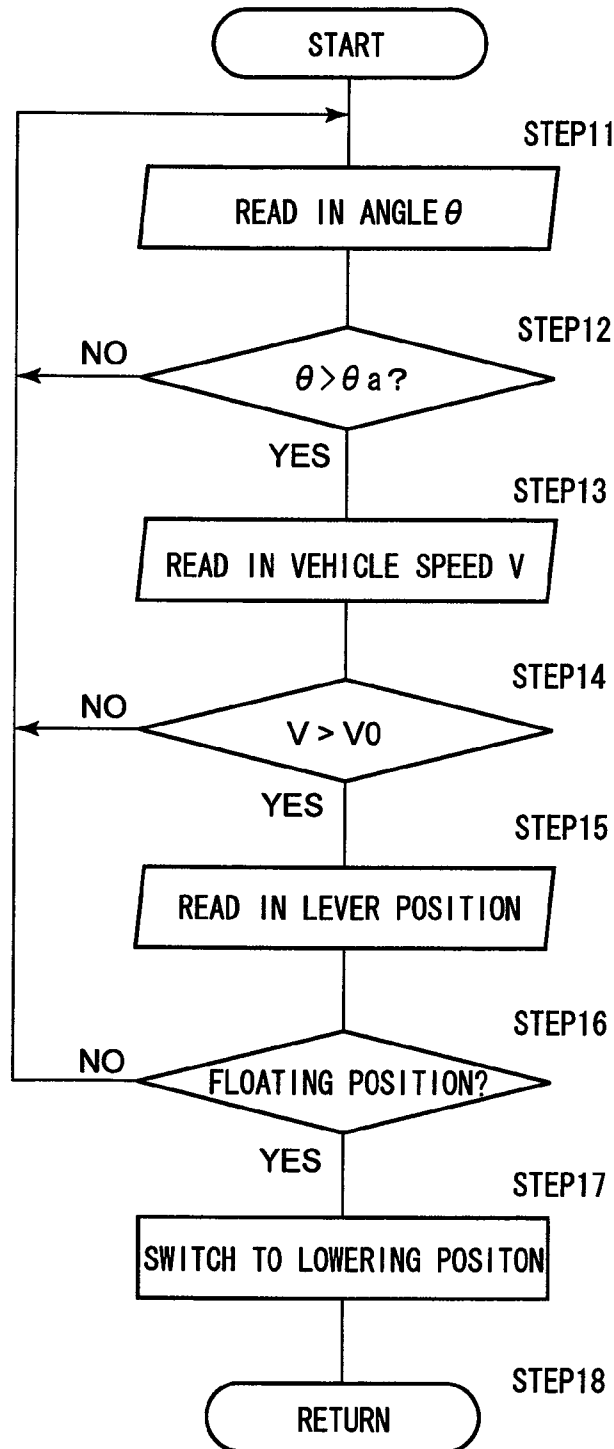 START
STEP11
READ IN ANGLE θ
STEP12
NO
θ > θa?
YES
STEP13
READ IN VEHICLE SPEED V
STEP14
NO
V > V0
YES
STEP15
READ IN LEVER POSITION
STEP16
NO
FLOATING POSITION?
YES
STEP17
SWITCH TO LOWERING POSITON
STEP18
RETURN